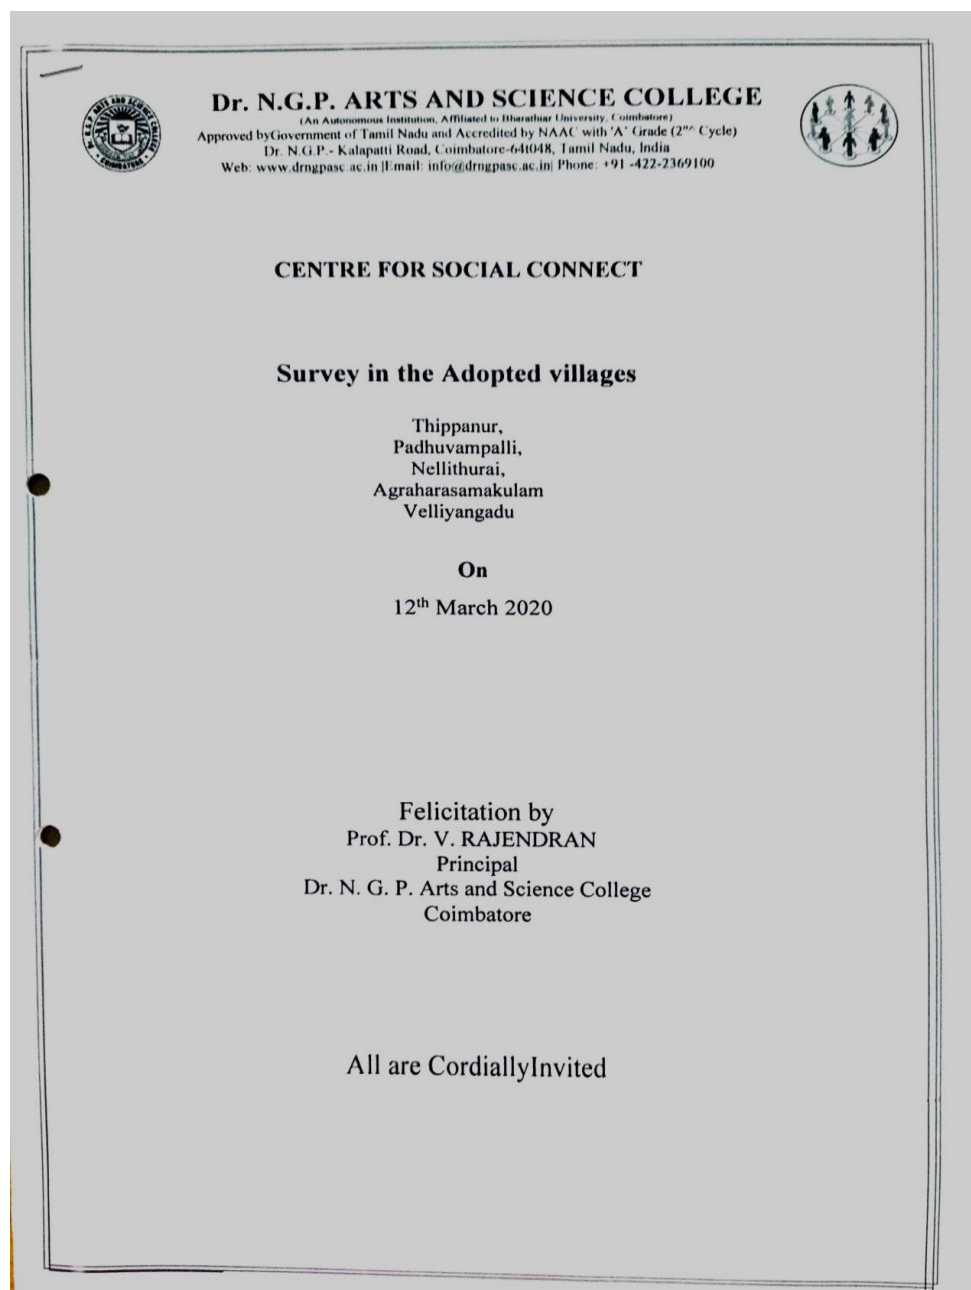 Dr. N.G.P. ARTS AND SCIENCE COLLEGE
(An Autonomous Institution, Affiliated to Bharathiar University, Coimbatore)
Approved byGovernment of Tamil Nadu and Accredited by NAAC with 'A' Grade (2nd Cycle)
Dr. N.G.P.- Kalapatti Road, Coimbatore-641048, Tamil Nadu, India
Web: www.drngpasc.ac.in |Email: info@drngpasc.ac.in| Phone: +91 -422-2369100
CENTRE FOR SOCIAL CONNECT
Survey in the Adopted villages
Thippanur,
Padhuvampalli,
Nellithurai,
Agraharasamakulam
Velliyangadu
On
12th March 2020
Felicitation by
Prof. Dr. V. RAJENDRAN
Principal
Dr. N. G. P. Arts and Science College
Coimbatore
All are CordiallyInvited